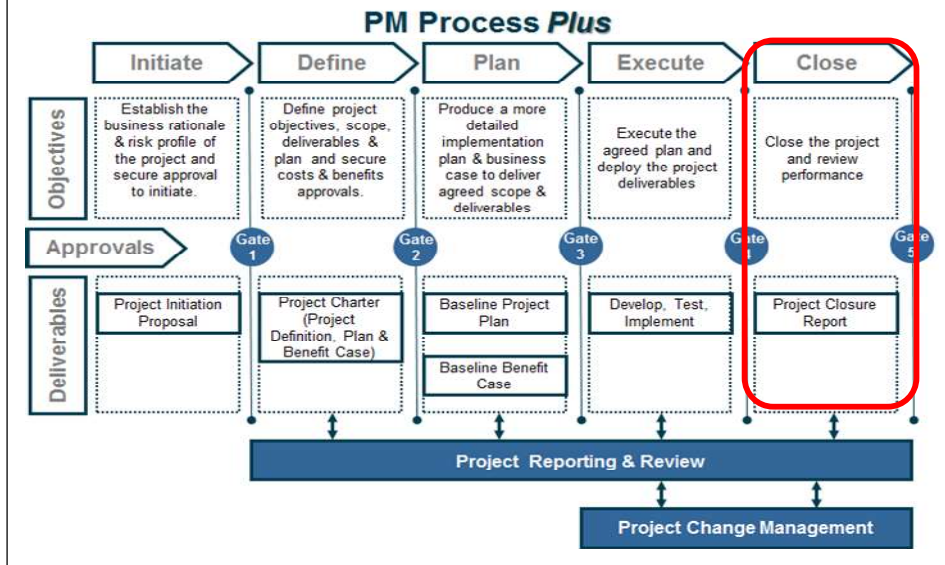 PM Process Plus
Initiate
Define
Plan
Execute
Close
Objectives
Establish the
business rationale
& risk profile of
the project and
secure approval
to initiate.
Define project
objectives, scope,
deliverables &
plan and secure
costs & benefits
approvals.
Produce a more
detailed
implementation
plan & business
case to deliver
agreed scope &
deliverables
Execute the
agreed plan and
deploy the project
deliverables
Close the project
and review
performance
Approvals
Gate
1
Gate
2
Gate
3
Gate
4
Gate
5
Deliverables
Project Initiation
Proposal
Project Charter
(Project
Definition, Plan &
Benefit Case)
Baseline Project
Plan
Baseline Benefit
Case
Develop, Test,
Implement
Project Closure
Report
Project Reporting & Review
Project Change Management